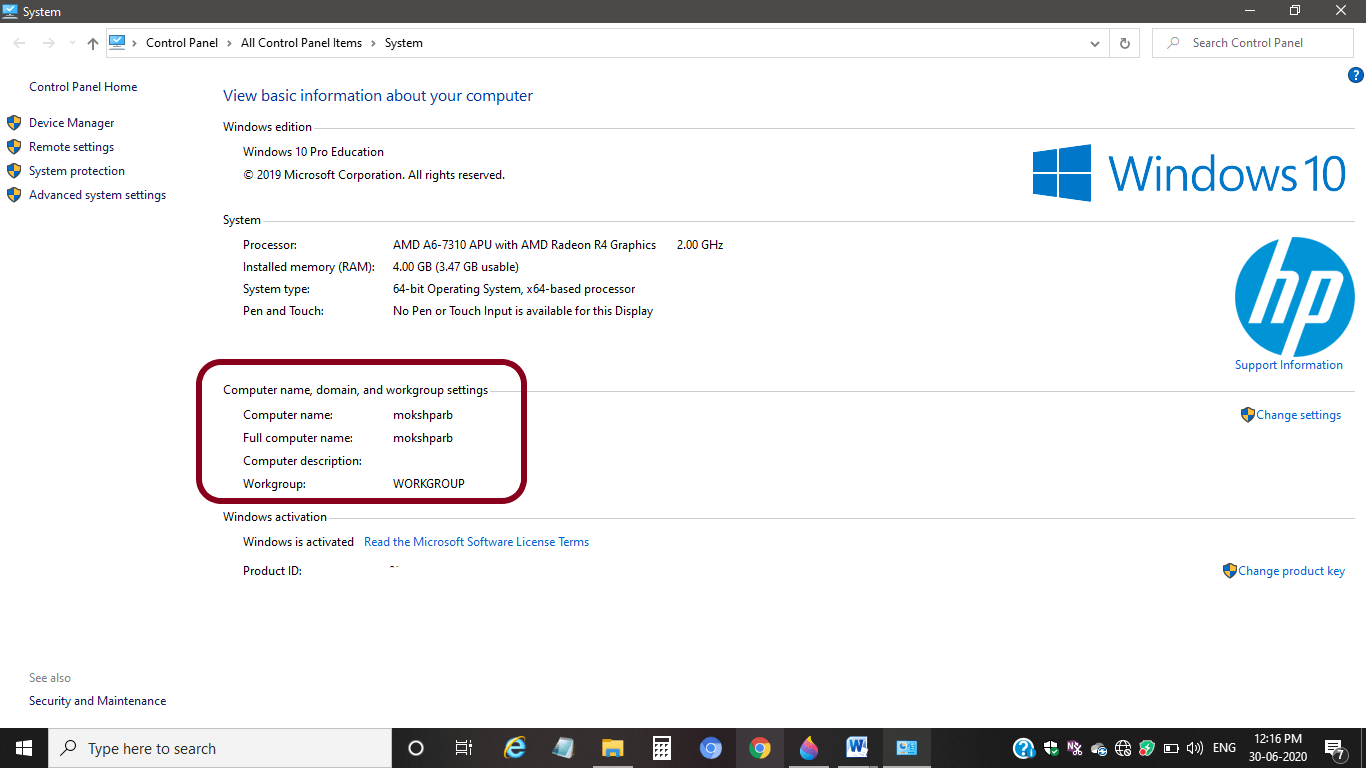 System
Control Panel > All Control Panel Items > System
Search Control Panel
?
Control Panel Home
Device Manager
Remote settings
System protection
Advanced system settings
View basic information about your computer
Windows edition
Windows 10 Pro Education
© 2019 Microsoft Corporation. All rights reserved.
Windows 10
System
Processor: AMD A6-7310 APU with AMD Radeon R4 Graphics 2.00 GHz
Installed memory (RAM): 4.00 GB (3.47 GB usable)
System type: 64-bit Operating System, x64-based processor
Pen and Touch: No Pen or Touch Input is available for this Display
hp
Support Information
Computer name, domain, and workgroup settings
Computer name: mokshparb
Change settings
Full computer name: mokshparb
Computer description:
Workgroup: WORKGROUP
Windows activation
Windows is activated Read the Microsoft Software License Terms
Product ID:
Change product key
See also
Security and Maintenance
Type here to search
ENG
12:16 PM
30-06-2020
7